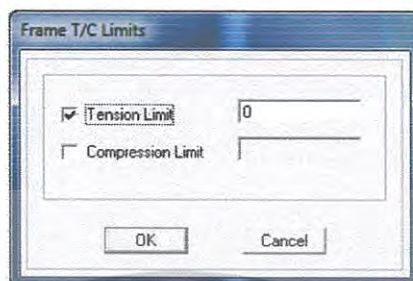 Frame T/C Limits
Tension Limit 0
Compression Limit
OK Cancel